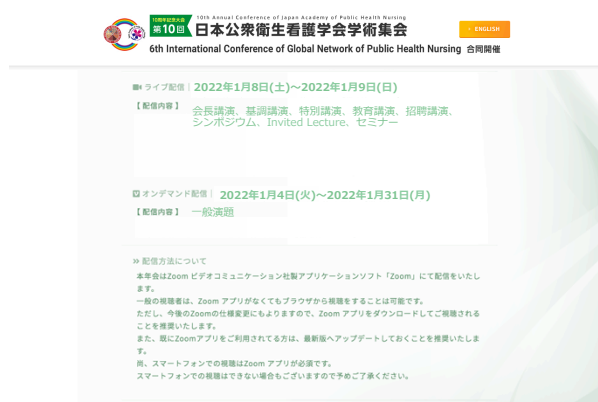 10周年記念大会
第10回
10th Annual Conference of Japan Academy of Public Health Nursing
日本公衆衛生看護学会学術集会
ENGLISH
6th International Conference of Global Network of Public Health Nursing 合同開催
ライブ配信| 2022年1月8日(土)～2022年1月9日(日)
【配信内容】 会長講演、基調講演、特別講演、教育講演、招聘講演、
シンポジウム、Invited Lecture、セミナー
オンデマンド配信| 2022年1月4日(火)～2022年1月31日(月)
【配信内容】 一般演題
» 配信方法について
本年会はZoom ビデオコミュニケーション社製アプリケーションソフト「Zoom」にて配信をいたし
ます。
一般の視聴者は、Zoom アプリがなくてもブラウザから視聴をすることは可能です。
ただし、今後のZoomの仕様変更にもよりますので、Zoom アプリをダウンロードしてご視聴される
ことを推奨いたします。
また、既にZoomアプリをご利用されてる方は、最新版へアップデートしておくことを推奨いたしま
す。
尚、スマートフォンでの視聴はZoom アプリが必須です。
スマートフォンでの視聴はできない場合もございますので予めご了承ください。